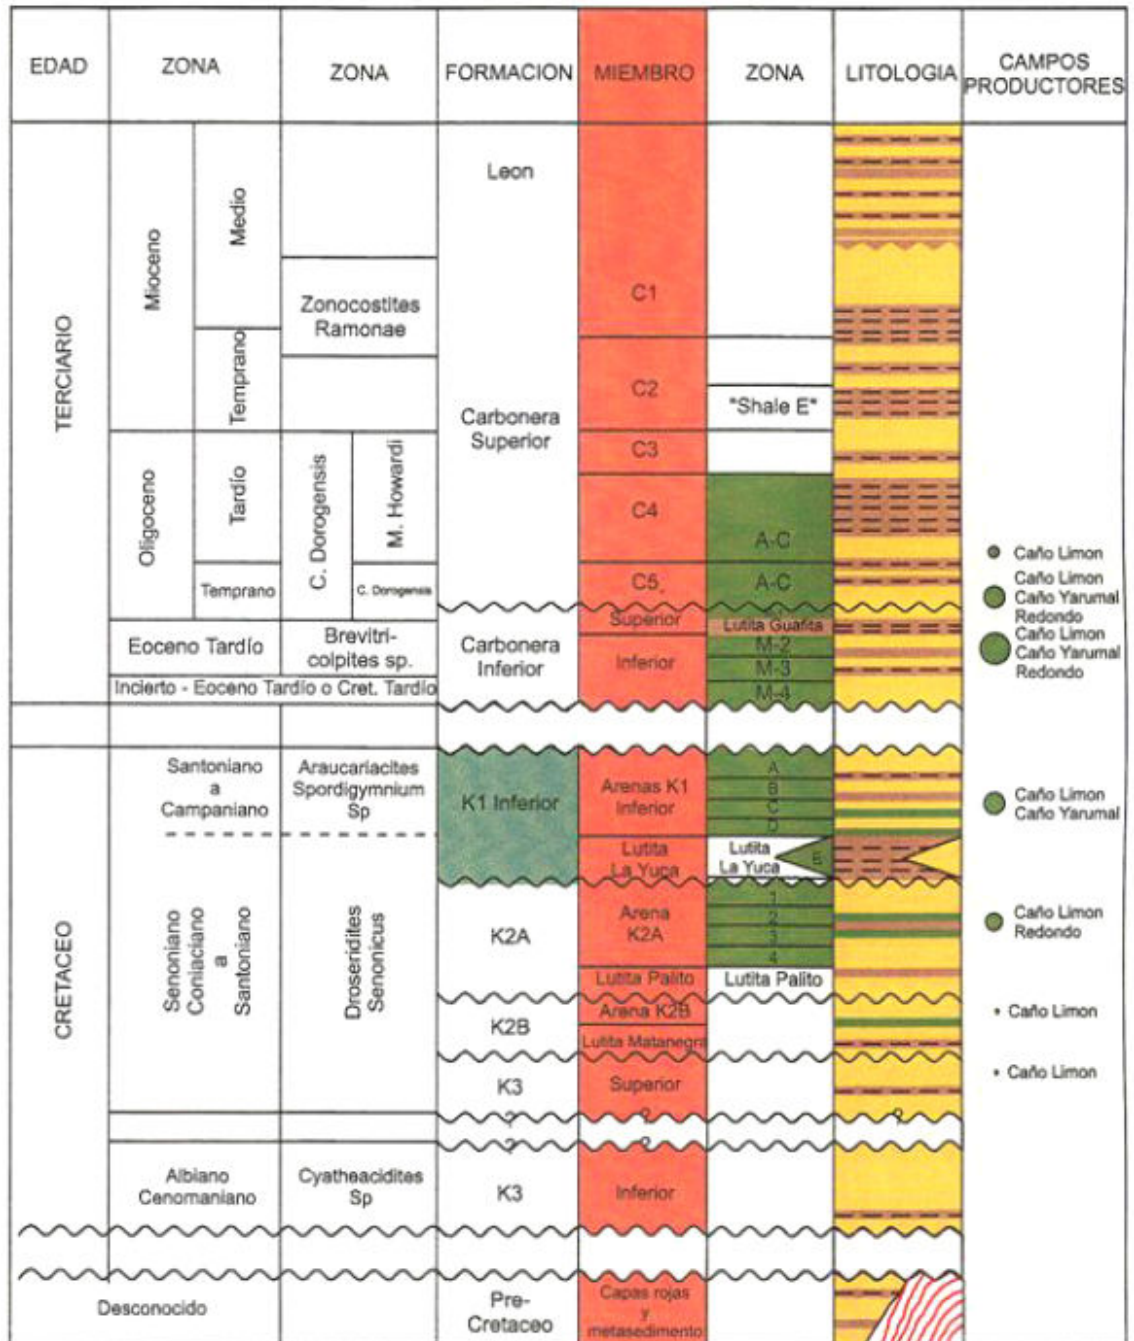 EDAD
ZONA
ZONA
FORMACION
MIEMBRO
ZONA
LITOLOGIA
CAMPOS
PRODUCTORES
TERCIARIO
Mioceno
Medio
Temprano
Zonocostites
Ramonae
Leon
Carbonera
Superior
C1
C2
"Shale E"
C3
Oligoceno
Tardío
Temprano
C. Dorogensis
M. Howardi
C. Dorogensis
C4
A-C
C5
A-C
Caño Limon
Caño Limon
Caño Yarumal
Redondo
Eoceno Tardío
Brevitri-
colpites sp.
Carbonera
Inferior
Superior
Inferior
Lutita Guafita
M-2
M-3
M-4
Caño Limon
Caño Yarumal
Redondo
Incierto - Eoceno Tardío o Cret. Tardío
CRETACEO
Santoniano
a
Campaniano
Araucariacites
Spordigymnium
Sp
K1 Inferior
Arenas K1
Inferior
A
B
C
D
Caño Limon
Caño Yarumal
Lutita
La Yuca
Lutita
La Yuca
E
Senoniano
Coniaciano
a
Santoniano
Droseridites
Senonicus
K2A
Arena
K2A
1
2
3
4
Caño Limon
Redondo
Lutita Palito
Lutita Palito
K2B
Arena K2B
Lutita Matanegra
Caño Limon
K3
Superior
Caño Limon
?
?
?
?
?
Albiano
Cenomaniano
Cyatheacidites
Sp
K3
Inferior
Desconocido
Pre-
Cretaceo
Capas rojas
y
metasedimento